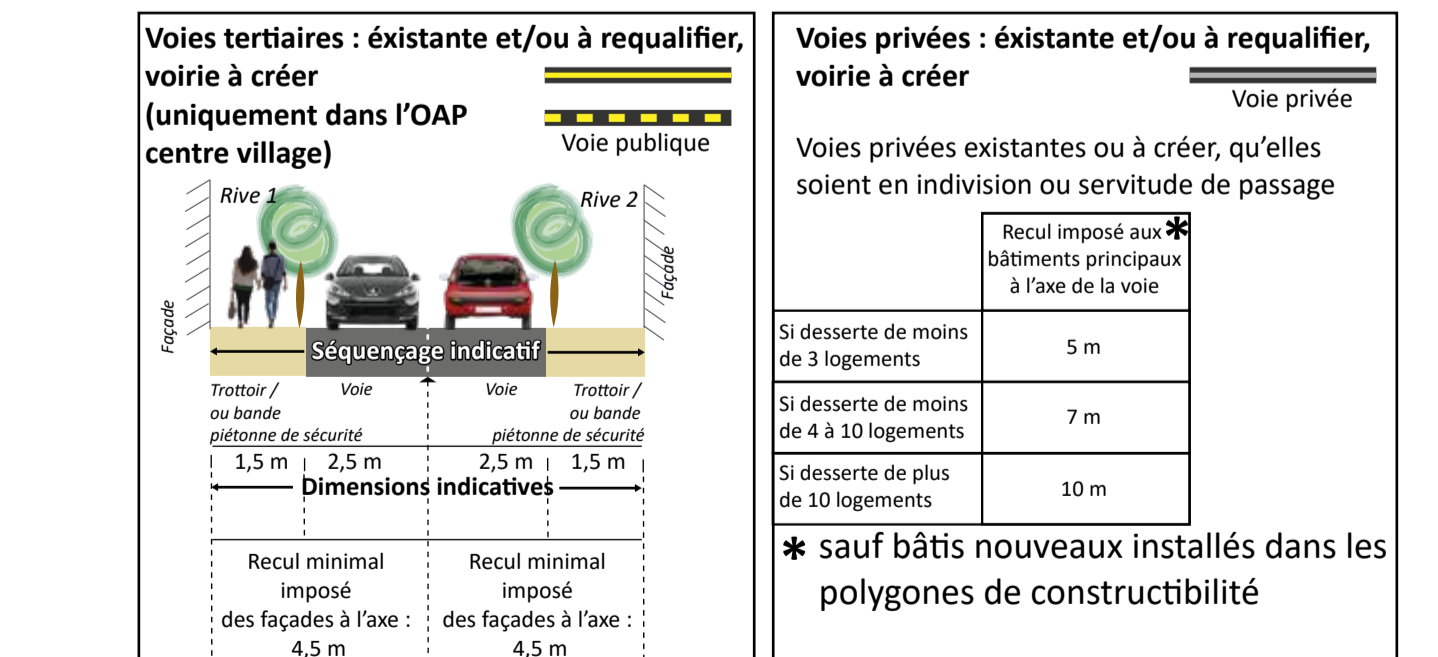 Voies tertiaires : éxistante et/ou à requalifier,
voirie à créer
(uniquement dans l'OAP
centre village)
Voie publique
Rive 1
Rive 2
Façade
Façade
Séquençage indicatif
Trottoir /
ou bande
piétonne de sécurité
Voie
Voie
Trottoir /
ou bande
piétonne de sécurité
1,5 m
2,5 m
2,5 m
1,5 m
Dimensions indicatives
Recul minimal
imposé
des façades à l'axe :
4,5 m
Recul minimal
imposé
des façades à l'axe :
4,5 m
Voies privées : éxistante et/ou à requalifier,
voirie à créer
Voie privée
Voies privées existantes ou à créer, qu'elles
soient en indivision ou servitude de passage
Recul imposé aux *
bâtiments principaux
à l'axe de la voie
Si desserte de moins
de 3 logements
5 m
Si desserte de moins
de 4 à 10 logements
7 m
Si desserte de plus
de 10 logements
10 m
* sauf bâtis nouveaux installés dans les
polygones de constructibilité